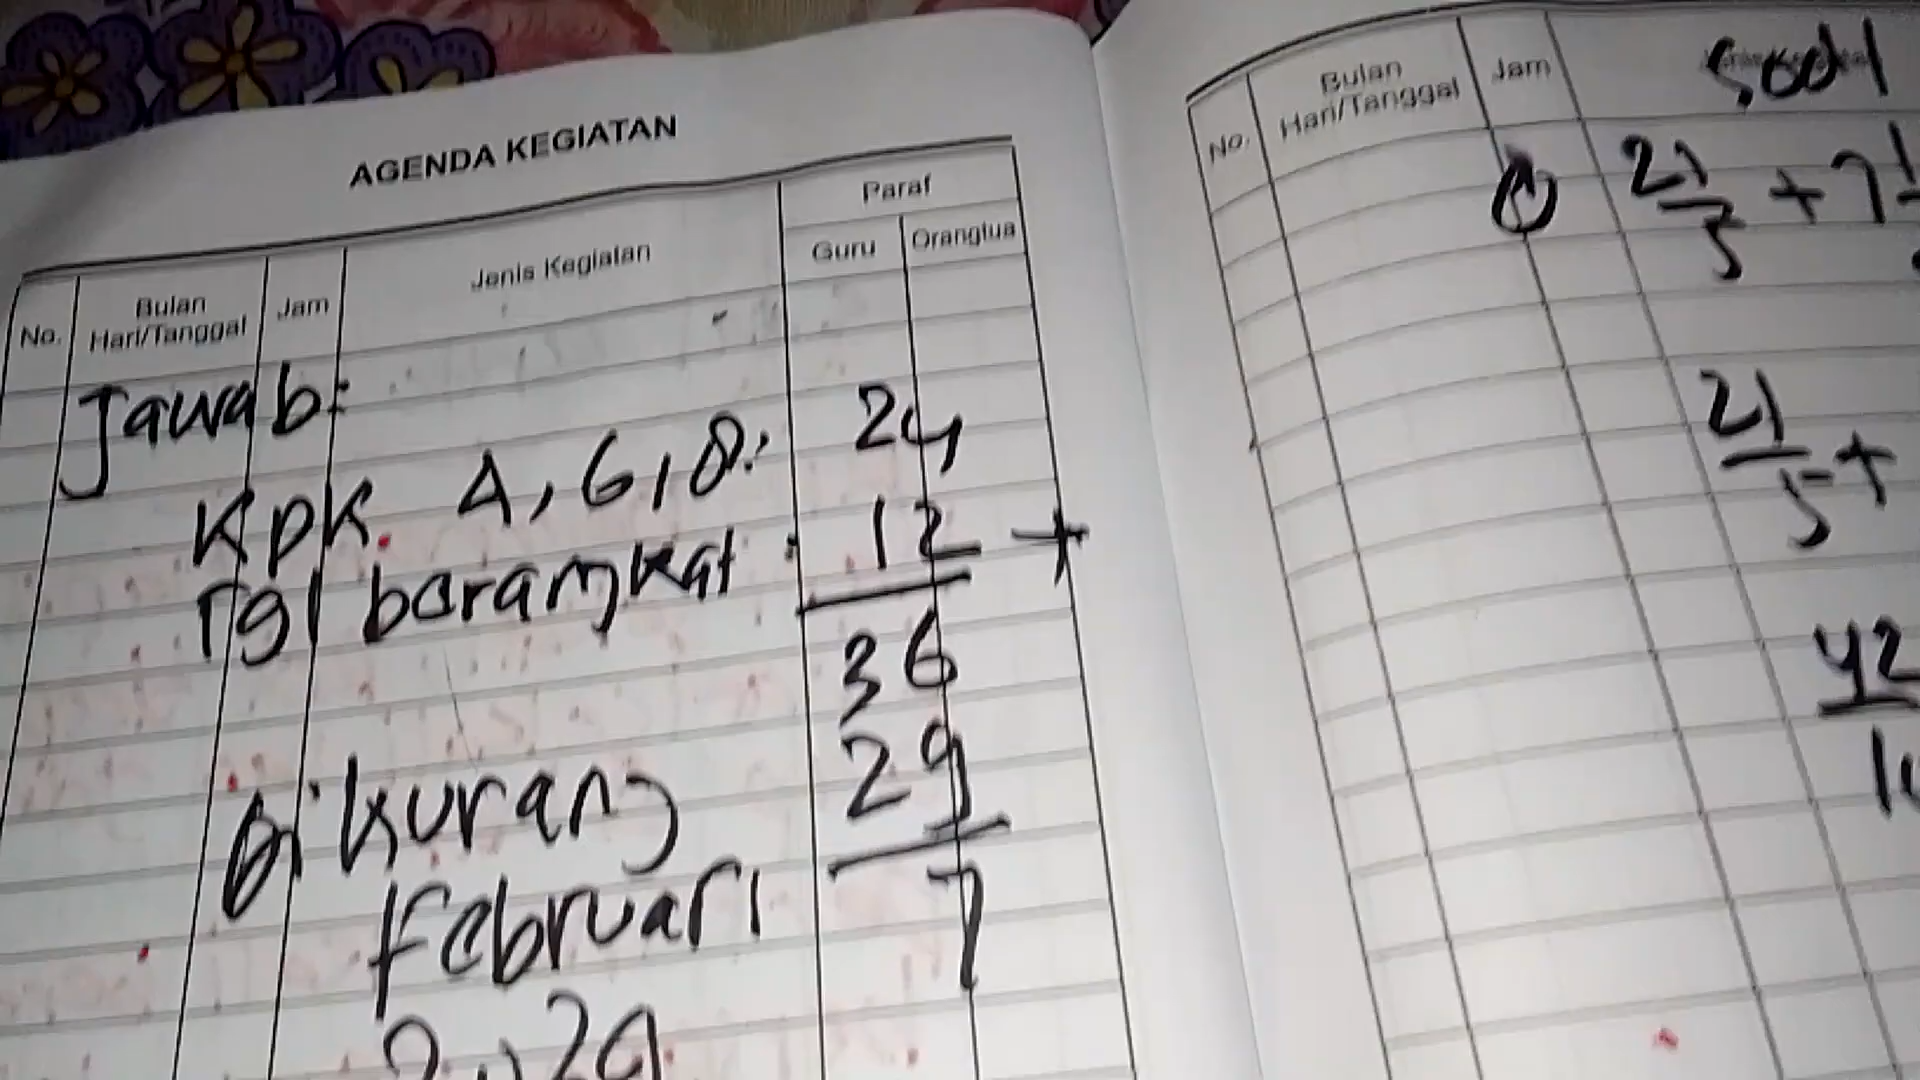 AGENDA KEGIATAN
No.
Bulan
Hari/Tanggal
Jam
Jenis Kegiatan
Paraf
Guru
Orangtua
Jawab:
KPK 4, 6, 8: 24
Tgl berangkat: 12 +
36
Dikurang 29
Februari 7
No.
Bulan
Hari/Tanggal
Jam
Soal
21/5 + 7 1
21/5 +
42